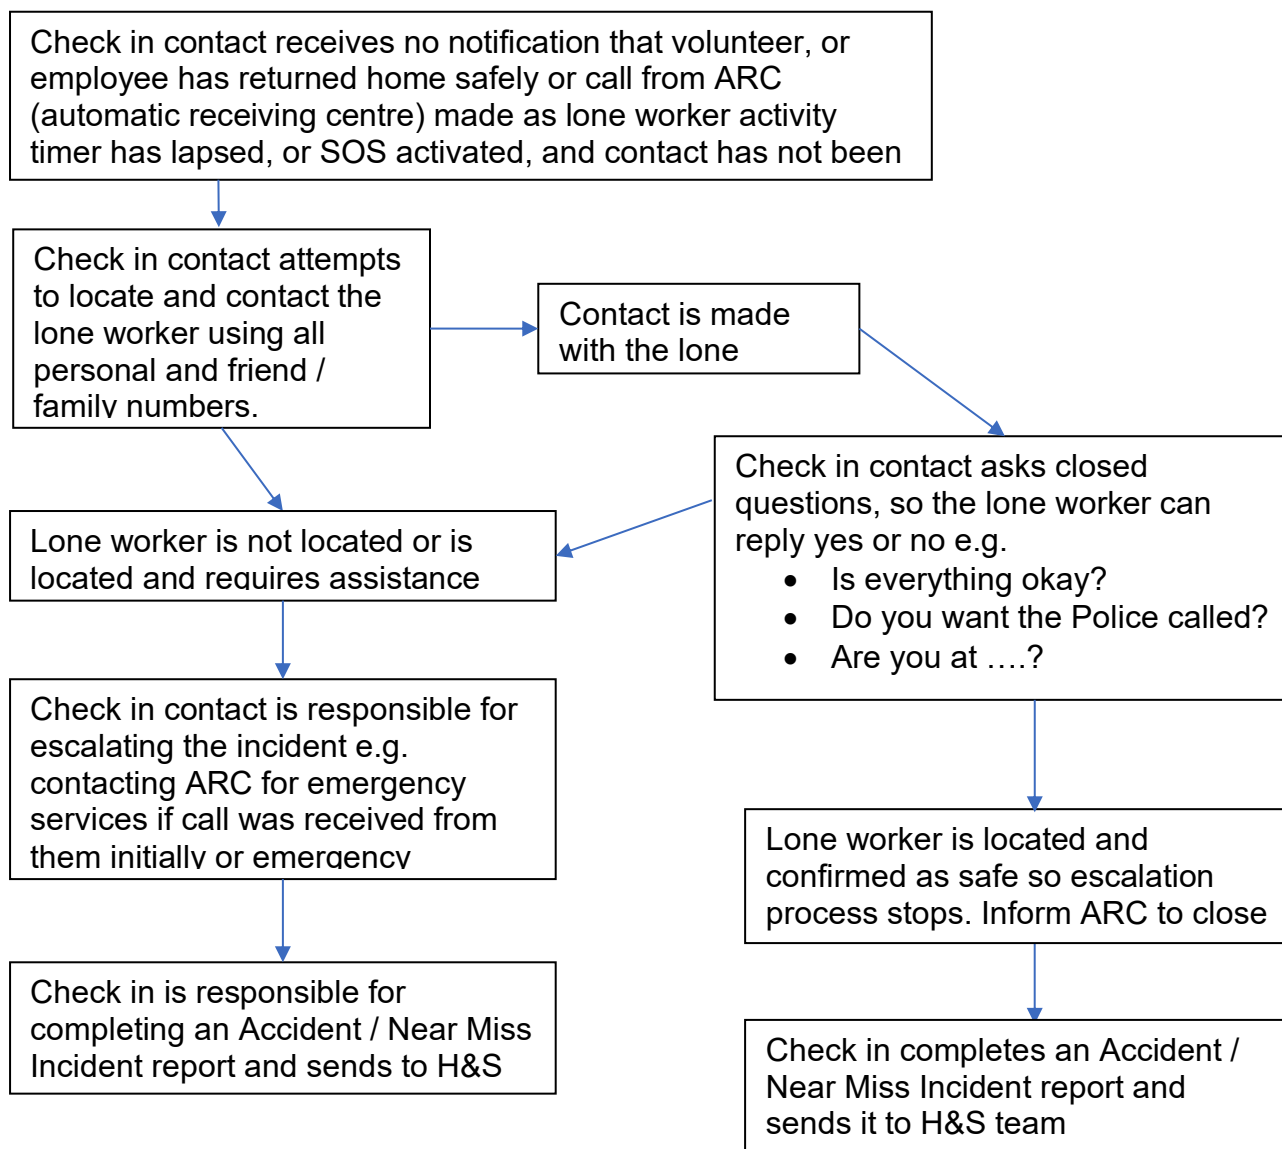 Check in contact receives no notification that volunteer, or
employee has returned home safely or call from ARC
(automatic receiving centre) made as lone worker activity
timer has lapsed, or SOS activated, and contact has not been
Check in contact attempts
to locate and contact the
lone worker using all
personal and friend /
family numbers.
Contact is made
with the lone
Check in contact asks closed
questions, so the lone worker can
reply yes or no e.g.
• Is everything okay?
• Do you want the Police called?
• Are you at ….?
Lone worker is not located or is
located and requires assistance
Check in contact is responsible for
escalating the incident e.g.
contacting ARC for emergency
services if call was received from
them initially or emergency
Lone worker is located and
confirmed as safe so escalation
process stops. Inform ARC to close
Check in is responsible for
completing an Accident / Near Miss
Incident report and sends to H&S
Check in completes an Accident /
Near Miss Incident report and
sends it to H&S team